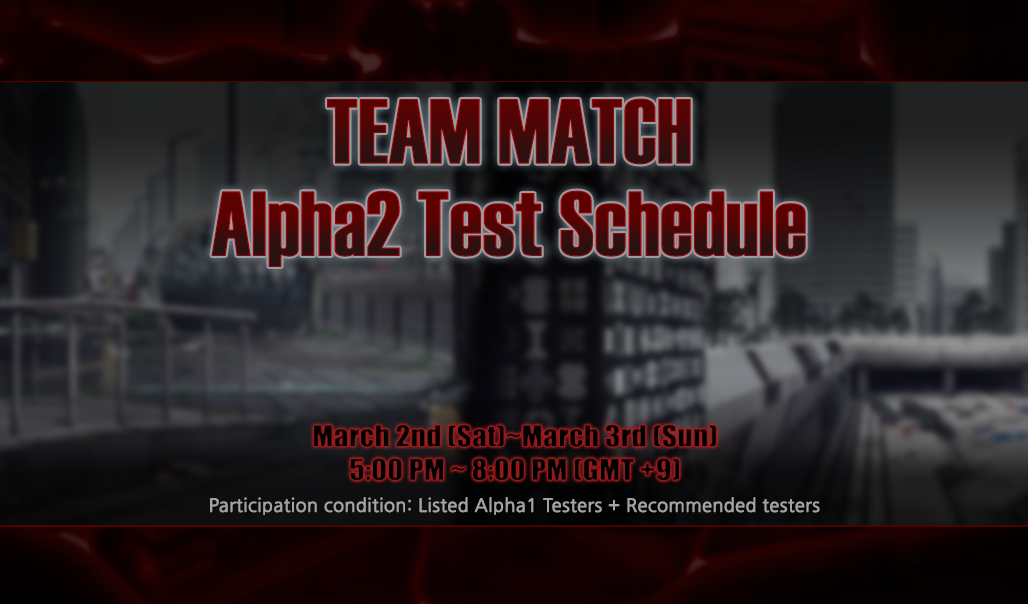 TEAM MATCH
Alpha2 Test Schedule
March 2nd (Sat)~March 3rd (Sun)
5:00 PM ~ 8:00 PM (GMT +9)
Participation condition: Listed Alpha1 Testers + Recommended testers